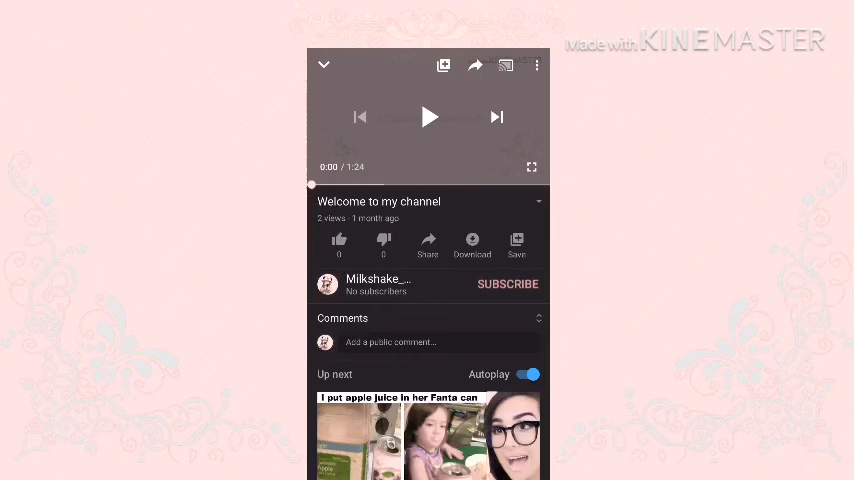 Made with KINEMASTER
0:00 / 1:24
Welcome to my channel
2 views · 1 month ago
0 0 Share Download Save
Milkshake_...
No subscribers
SUBSCRIBE
Comments
Add a public comment...
Up next Autoplay
I put apple juice in her Fanta can
Apple